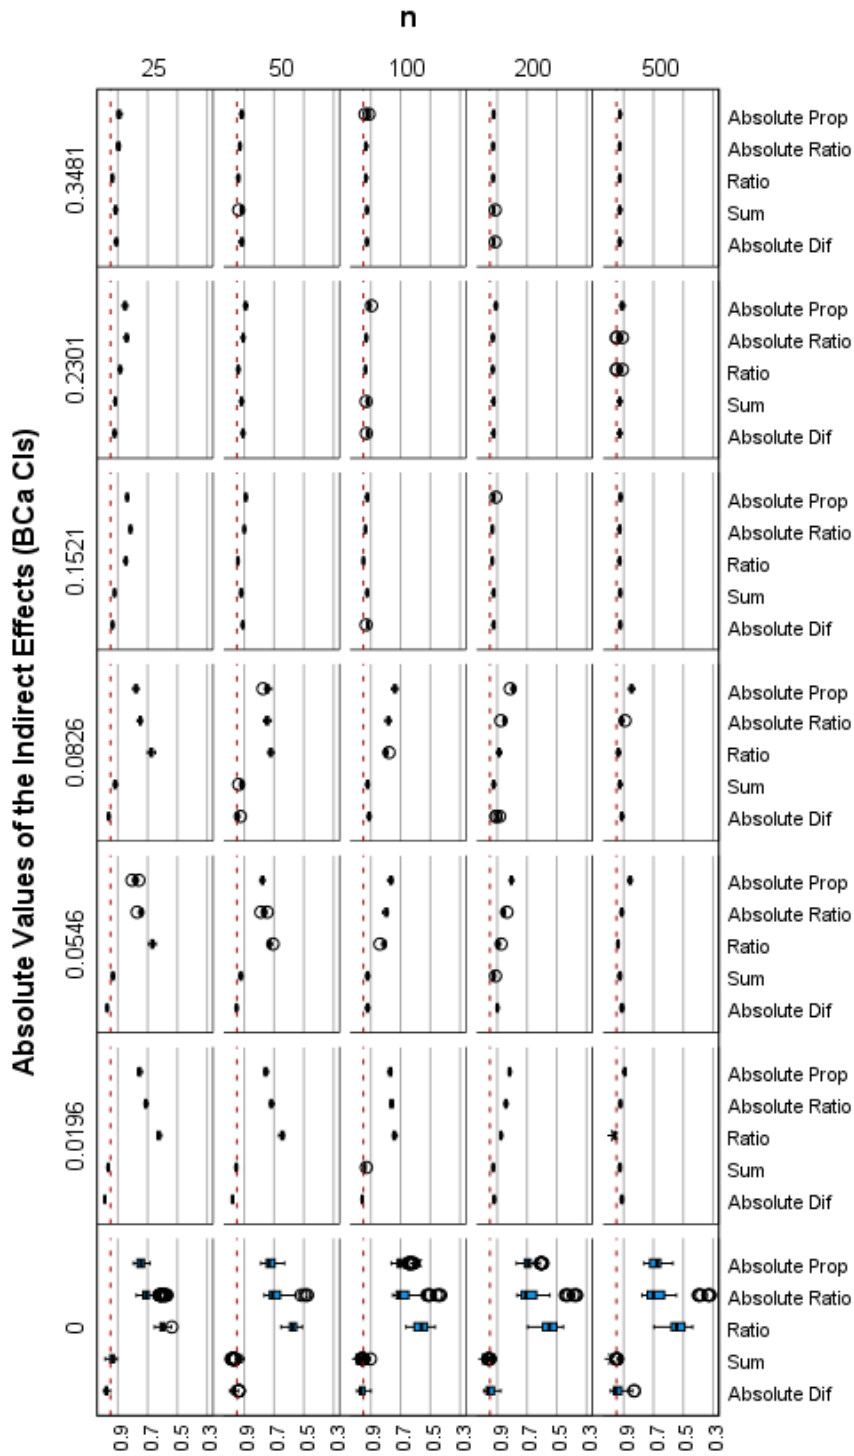 n
25 50 100 200 500
Absolute Values of the Indirect Effects (BCa CIs)
0.3481
Absolute Prop
Absolute Ratio
Ratio
Sum
Absolute Dif
0.2301
Absolute Prop
Absolute Ratio
Ratio
Sum
Absolute Dif
0.1521
Absolute Prop
Absolute Ratio
Ratio
Sum
Absolute Dif
0.0826
Absolute Prop
Absolute Ratio
Ratio
Sum
Absolute Dif
0.0546
Absolute Prop
Absolute Ratio
Ratio
Sum
Absolute Dif
0.0196
Absolute Prop
Absolute Ratio
Ratio
Sum
Absolute Dif
0
Absolute Prop
Absolute Ratio
Ratio
Sum
Absolute Dif
0.9 0.7 0.5 0.3 0.9 0.7 0.5 0.3 0.9 0.7 0.5 0.3 0.9 0.7 0.5 0.3 0.9 0.7 0.5 0.3